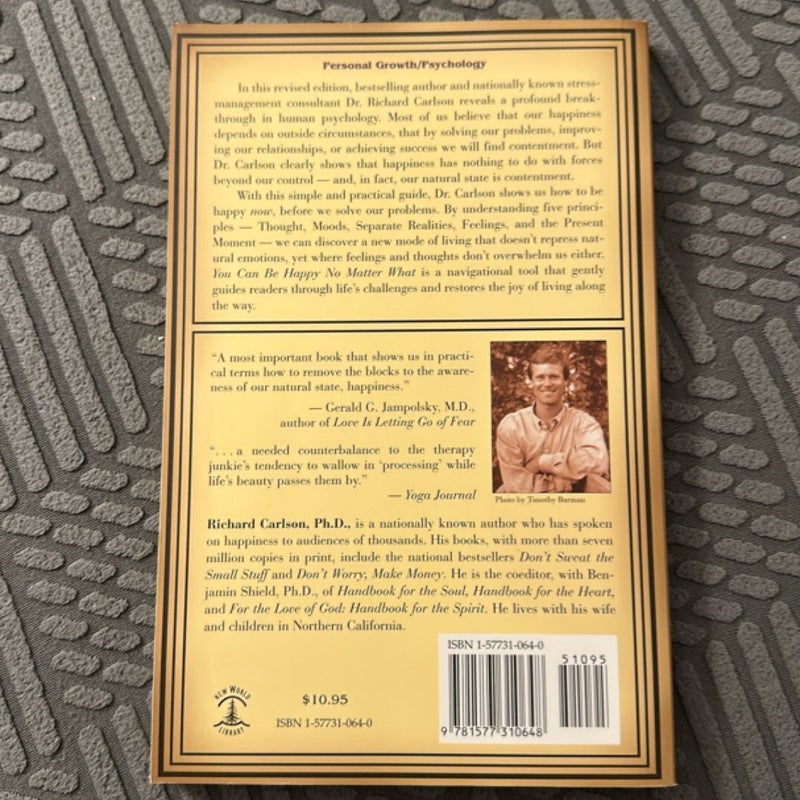 Personal Growth/Psychology
In this revised edition, bestselling author and nationally known stress-
management consultant Dr. Richard Carlson reveals a profound break-
through in human psychology. Most of us believe that our happiness
depends on outside circumstances, that by solving our problems, improv-
ing our relationships, or achieving success we will find contentment. But
Dr. Carlson clearly shows that happiness has nothing to do with forces
beyond our control — and, in fact, our natural state is contentment.
With this simple and practical guide, Dr. Carlson shows us how to be
happy now, before we solve our problems. By understanding five princi-
ples — Thought, Moods, Separate Realities, Feelings, and the Present
Moment — we can discover a new mode of living that doesn't repress nat-
ural emotions, yet where feelings and thoughts don't overwhelm us either.
You Can Be Happy No Matter What is a navigational tool that gently
guides readers through life's challenges and restores the joy of living along
the way.
"A most important book that shows us in practi-
cal terms how to remove the blocks to the aware-
ness of our natural state, happiness."
— Gerald G. Jampolsky, M.D.,
author of Love Is Letting Go of Fear
". . . a needed counterbalance to the therapy
junkie's tendency to wallow in 'processing' while
life's beauty passes them by."
— Yoga Journal
Photo by Timothy Burman
Richard Carlson, Ph.D., is a nationally known author who has spoken
on happiness to audiences of thousands. His books, with more than seven
million copies in print, include the national bestsellers Don't Sweat the
Small Stuff and Don't Worry, Make Money. He is the coeditor, with Ben-
jamin Shield, Ph.D., of Handbook for the Soul, Handbook for the Heart,
and For the Love of God: Handbook for the Spirit. He lives with his wife
and children in Northern California.
NEW WORLD
LIBRARY
$10.95
ISBN 1-57731-064-0
ISBN 1-57731-064-0
51095
9 781577 310648